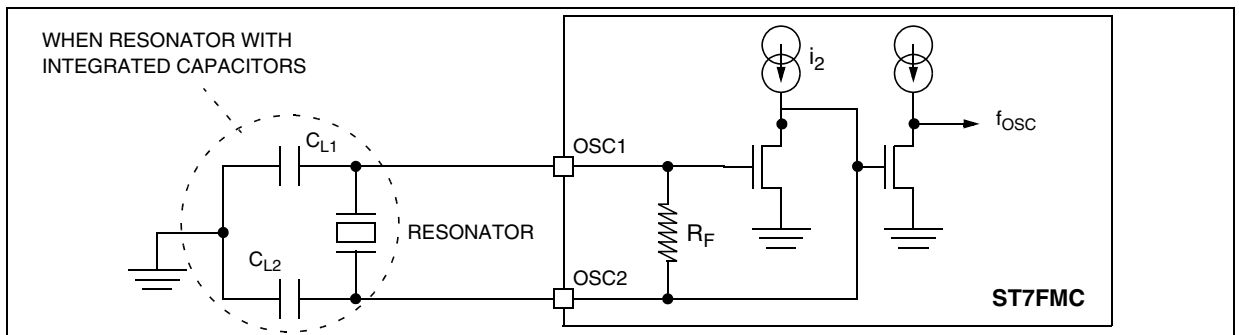 WHEN RESONATOR WITH
INTEGRATED CAPACITORS
CL1
CL2
RESONATOR
OSC1
OSC2
RF
i2
fOSC
ST7FMC